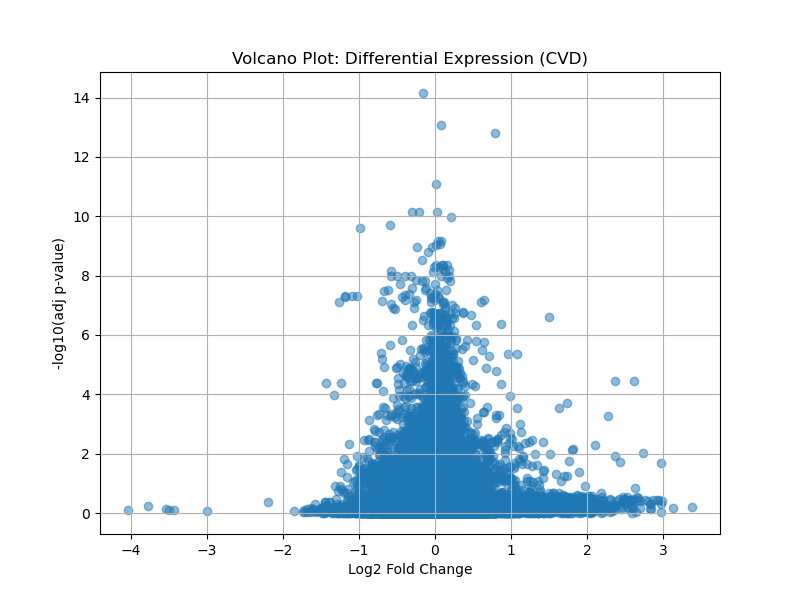 Volcano Plot: Differential Expression (CVD)
14
12
10
8
6
4
2
0
-log10(adj p-value)
−4 −3 −2 −1 0 1 2 3
Log2 Fold Change